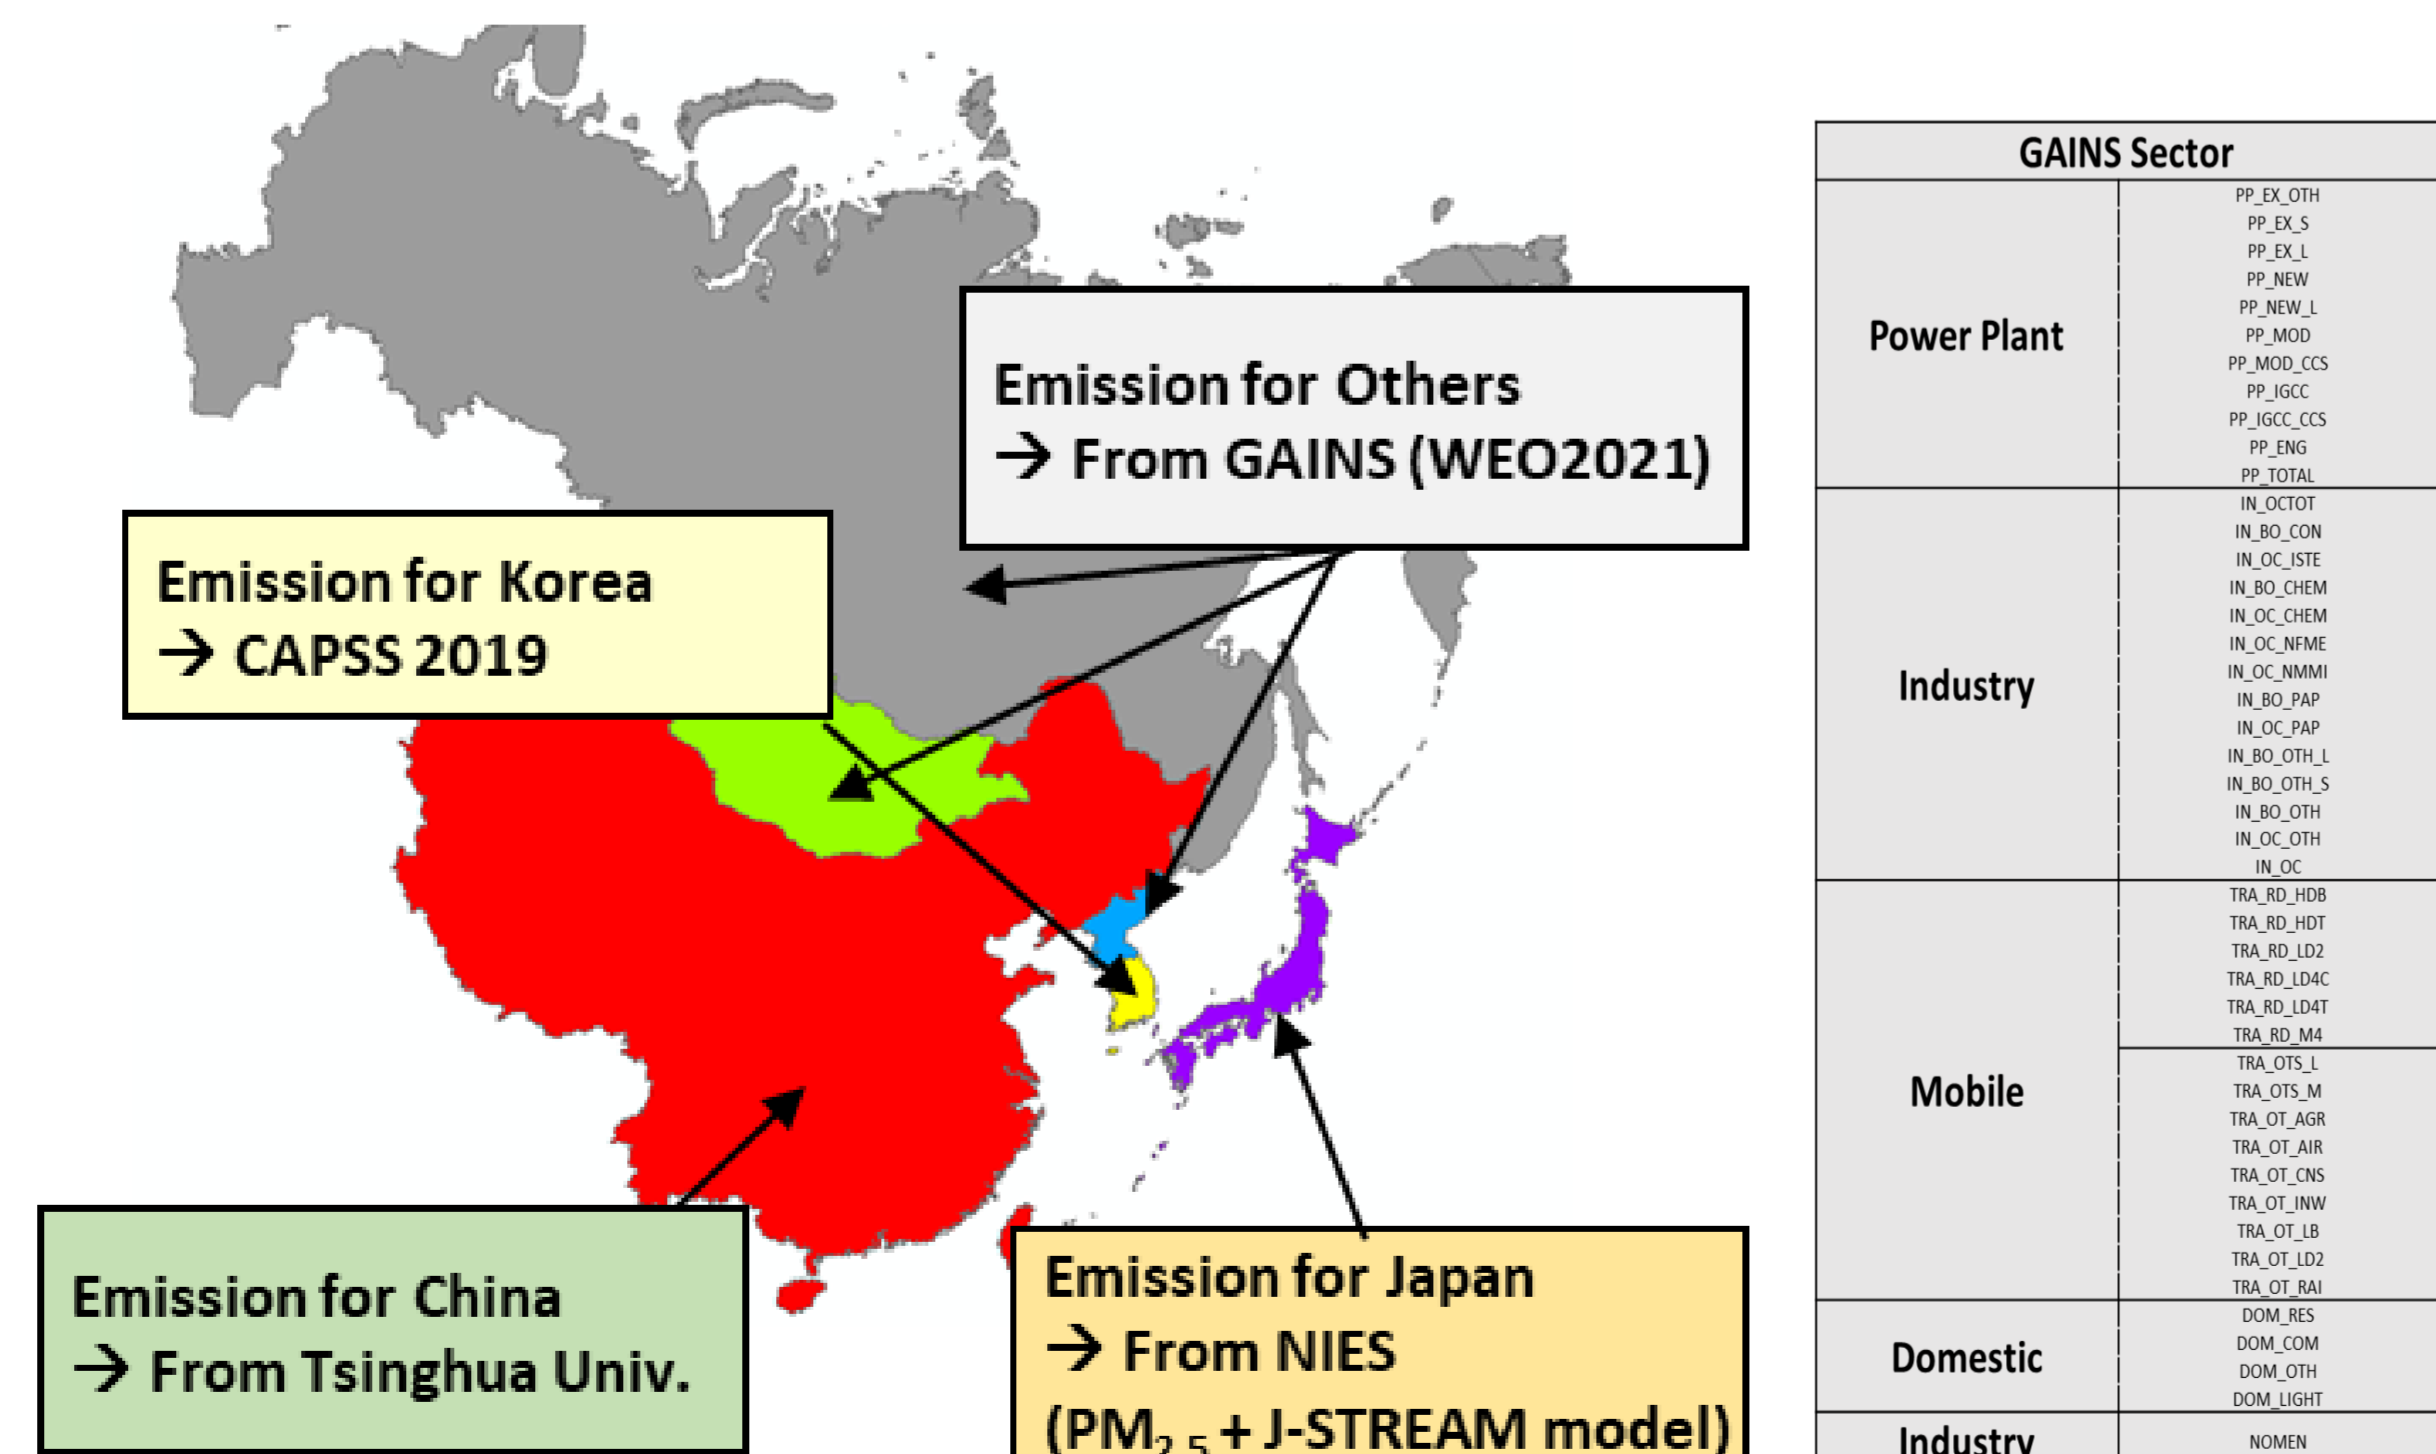 Emission for Others
→ From GAINS (WEO2021)
Emission for Korea
→ CAPSS 2019
Emission for China
→ From Tsinghua Univ.
Emission for Japan
→ From NIES
(PM2.5 + J-STREAM model)
GAINS Sector
Power Plant
PP_EX_OTH
PP_EX_S
PP_EX_L
PP_NEW
PP_NEW_L
PP_MOD
PP_MOD_CCS
PP_IGCC
PP_IGCC_CCS
PP_ENG
PP_TOTAL
Industry
IN_OCTOT
IN_BO_CON
IN_OC_ISTE
IN_BO_CHEM
IN_OC_CHEM
IN_OC_NFME
IN_OC_NMMI
IN_BO_PAP
IN_OC_PAP
IN_BO_OTH_L
IN_BO_OTH_S
IN_BO_OTH
IN_OC_OTH
IN_OC
Mobile
TRA_RD_HDB
TRA_RD_HDT
TRA_RD_LD2
TRA_RD_LD4C
TRA_RD_LD4T
TRA_RD_M4
TRA_OTS_L
TRA_OTS_M
TRA_OT_AGR
TRA_OT_AIR
TRA_OT_CNS
TRA_OT_INW
TRA_OT_LB
TRA_OT_LD2
TRA_OT_RAI
Domestic
DOM_RES
DOM_COM
DOM_OTH
DOM_LIGHT
Industry
NOMEN